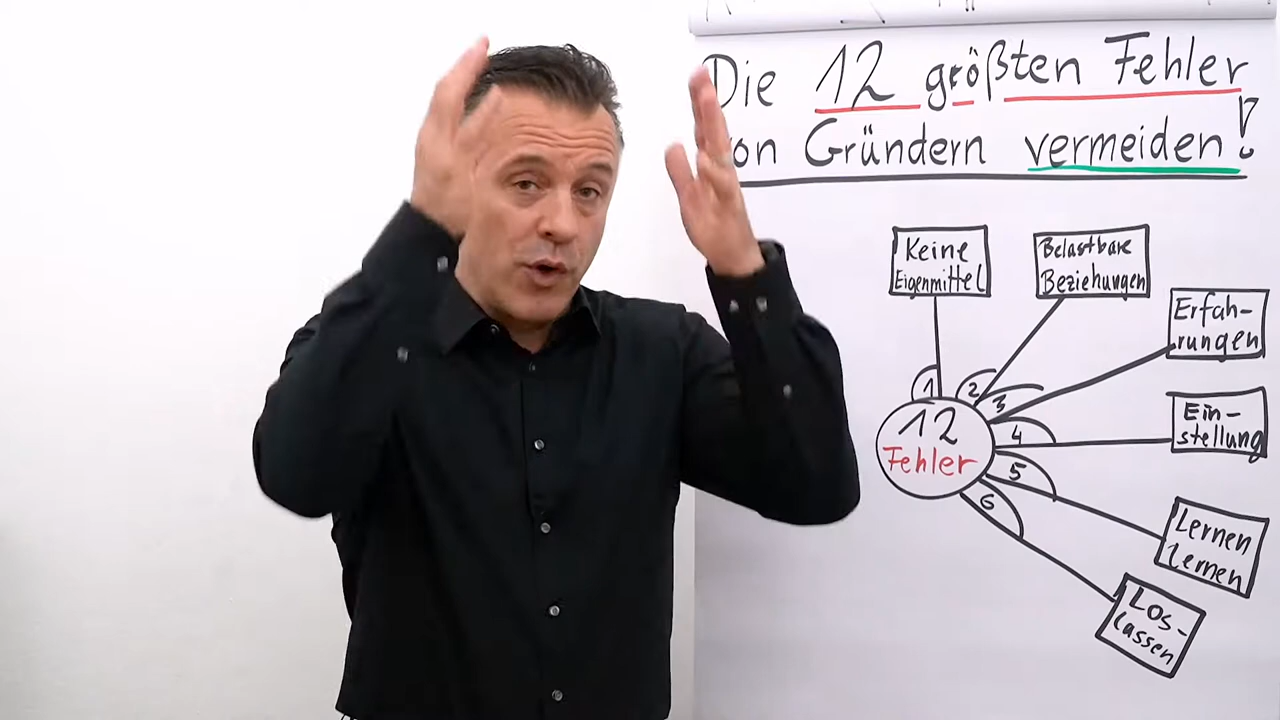 Die 12 größten Fehler
von Gründern vermeiden!
Keine
Eigenmittel
Belastbare
Beziehungen
Erfah-
rungen
Ein-
stellung
Lernen
Lernen
Los-
lassen
1
2
3
4
5
6
12
Fehler